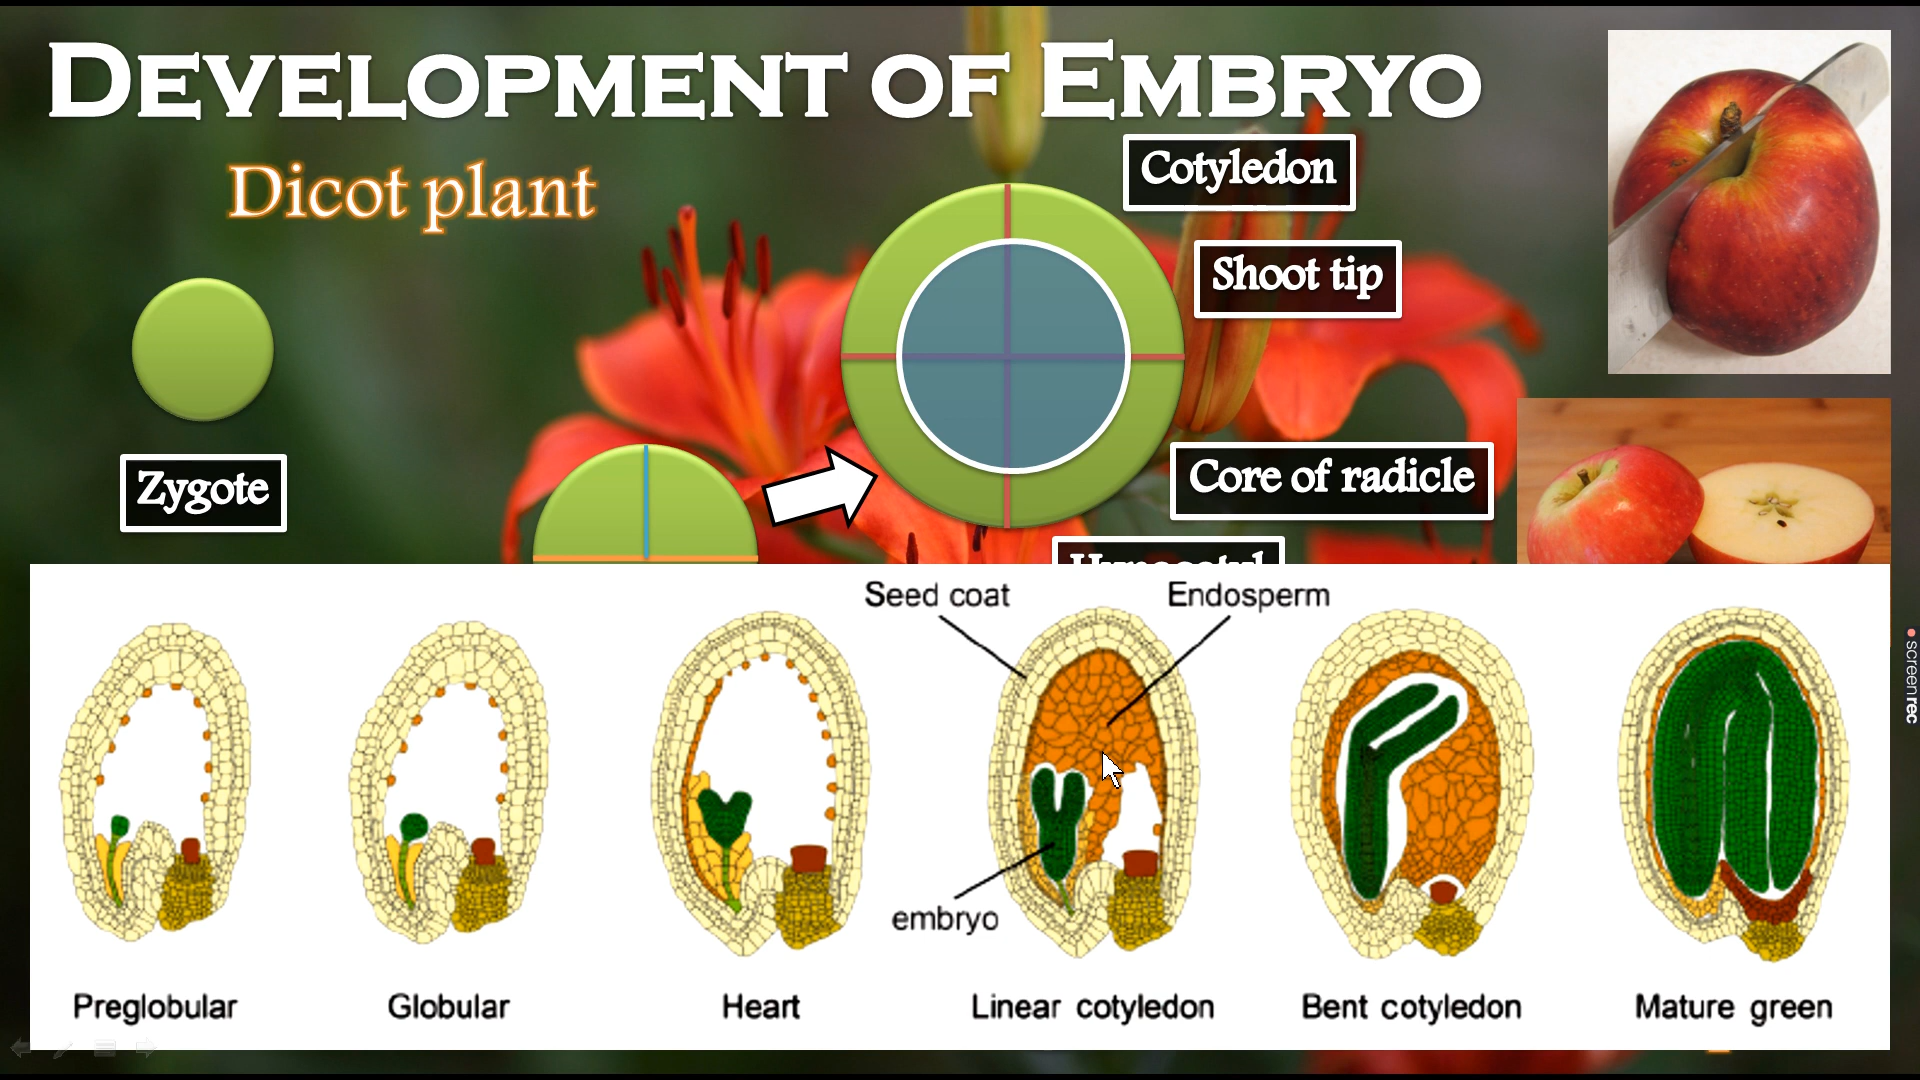 DEVELOPMENT OF EMBRYO
Dicot plant
Cotyledon
Shoot tip
Zygote
Core of radicle
Seed coat
Endosperm
embryo
Preglobular
Globular
Heart
Linear cotyledon
Bent cotyledon
Mature green
screenrec